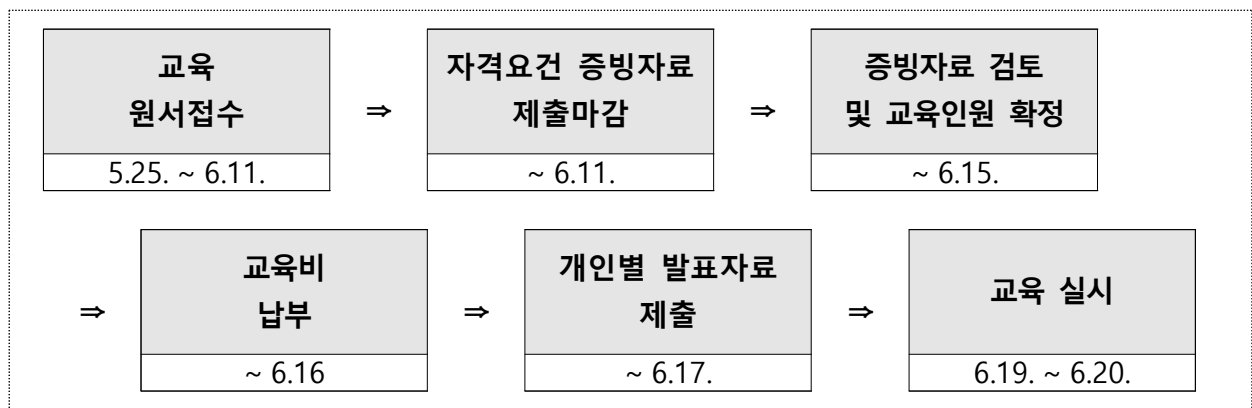 교육 원서접수
⇒
자격요건 증빙자료 제출마감
⇒
증빙자료 검토 및 교육인원 확정
5.25. ~ 6.11.
~ 6.11.
~ 6.15.
⇒
교육비 납부
⇒
개인별 발표자료 제출
⇒
교육 실시
~ 6.16
~ 6.17.
6.19. ~ 6.20.